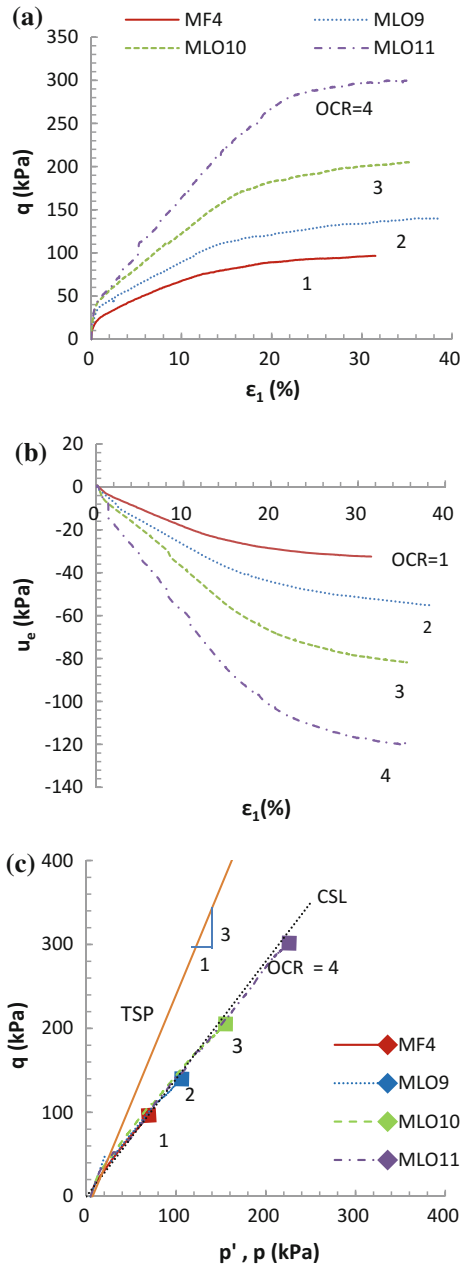 (a)
MF4
MLO9
MLO10
MLO11
350
300
250
200
150
100
50
0
q (kPa)
OCR=4
3
2
1
0
10
20
30
40
ε1 (%)
(b)
20
0
-20
-40
-60
-80
-100
-120
-140
ue (kPa)
0
10
20
30
40
OCR=1
2
3
4
ε1(%)
(c)
400
300
200
100
0
q (kPa)
CSL
3
1
OCR = 4
TSP
3
2
1
MF4
MLO9
MLO10
MLO11
0
100
200
300
400
p' , p (kPa)